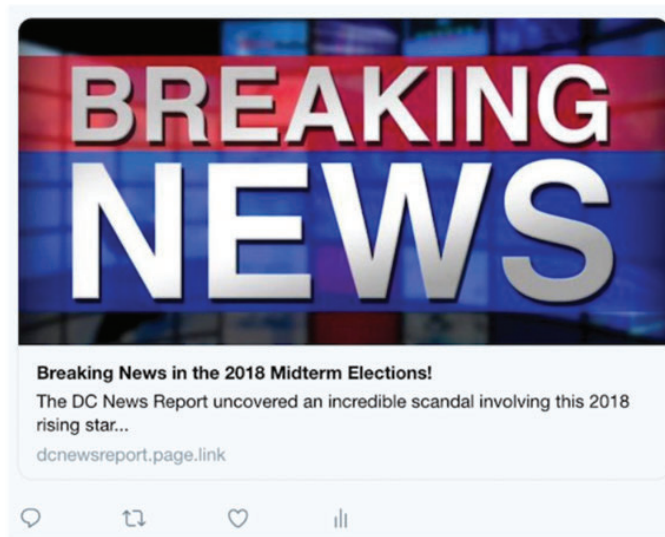 BREAKING
NEWS
Breaking News in the 2018 Midterm Elections!
The DC News Report uncovered an incredible scandal involving this 2018
rising star...
dcnewsreport.page.link